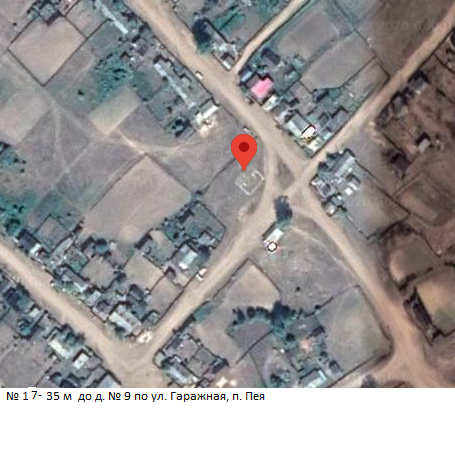 № 17- 35 м до д. № 9 по ул. Гаражная, п. Пея